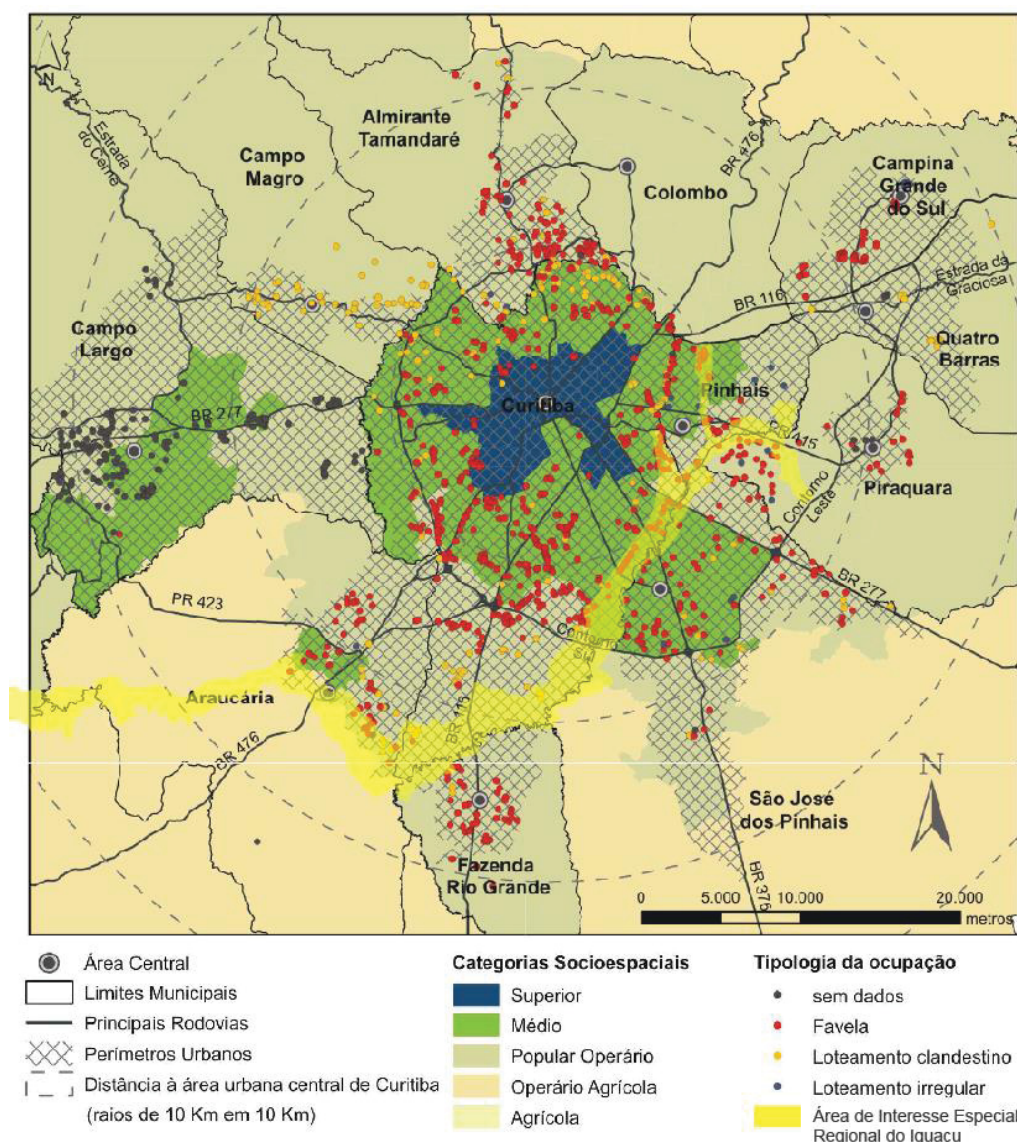 N
Estrada
do Cerne
Almirante
Tamandaré
Campo
Magro
Colombo
BR 476
Campina
Grande
do Sul
Estrada da
Graciosa
BR 116
Campo
Largo
Quatro
Barras
BR 277
Curitiba
Pinhais
415
Piraquara
Contorno
Leste
BR 277
PR 423
Contorno
Sul
Araucária
BR 476
BR 116
N
São José
dos Pinhais
Fazenda
Rio Grande
BR 376
0 5.000 10.000 20.000
metros
Área Central
Limites Municipais
Principais Rodovias
Perímetros Urbanos
Distância à área urbana central de Curitiba
(raios de 10 Km em 10 Km)
Categorias Socioespaciais
Superior
Médio
Popular Operário
Operário Agrícola
Agrícola
Tipologia da ocupação
sem dados
Favela
Loteamento clandestino
Loteamento irregular
Área de Interesse Especial
Regional do Iguaçu